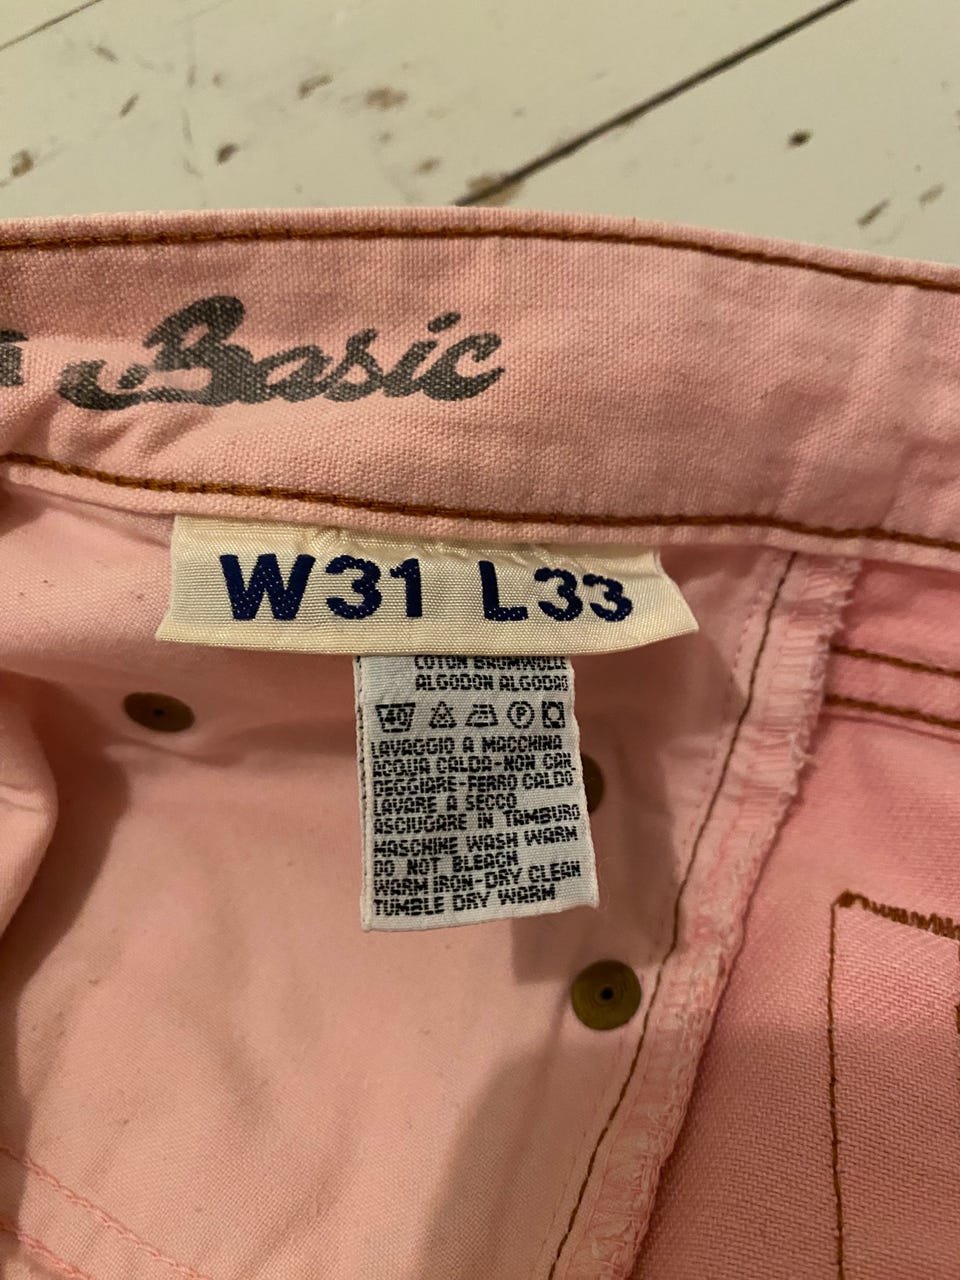 Basic
W31 L33
COTON BAUMWOLLE
ALGODON ALGODAO
40 A P
LAVAGGIO A MACCHINA
ACQUA CALDA-NON CAN
DEGGIARE-FERRO CALDO
LAVARE A SECCO
ASCIUGARE IN TAMBURO
MASCHINE WASH WARM
DO NOT BLEACH
WARM IRON-DRY CLEAN
TUMBLE DRY WARM